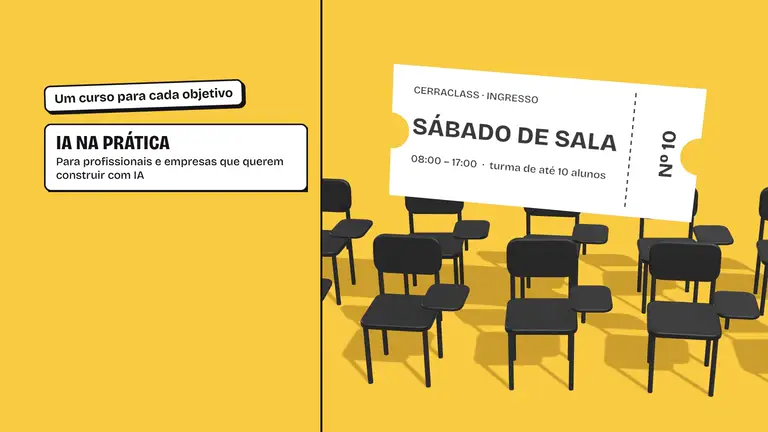 Um curso para cada objetivo
IA NA PRÁTICA
Para profissionais e empresas que querem
construir com IA
CERRACLASS · INGRESSO
SÁBADO DE SALA
08:00 – 17:00 · turma de até 10 alunos
Nº 10